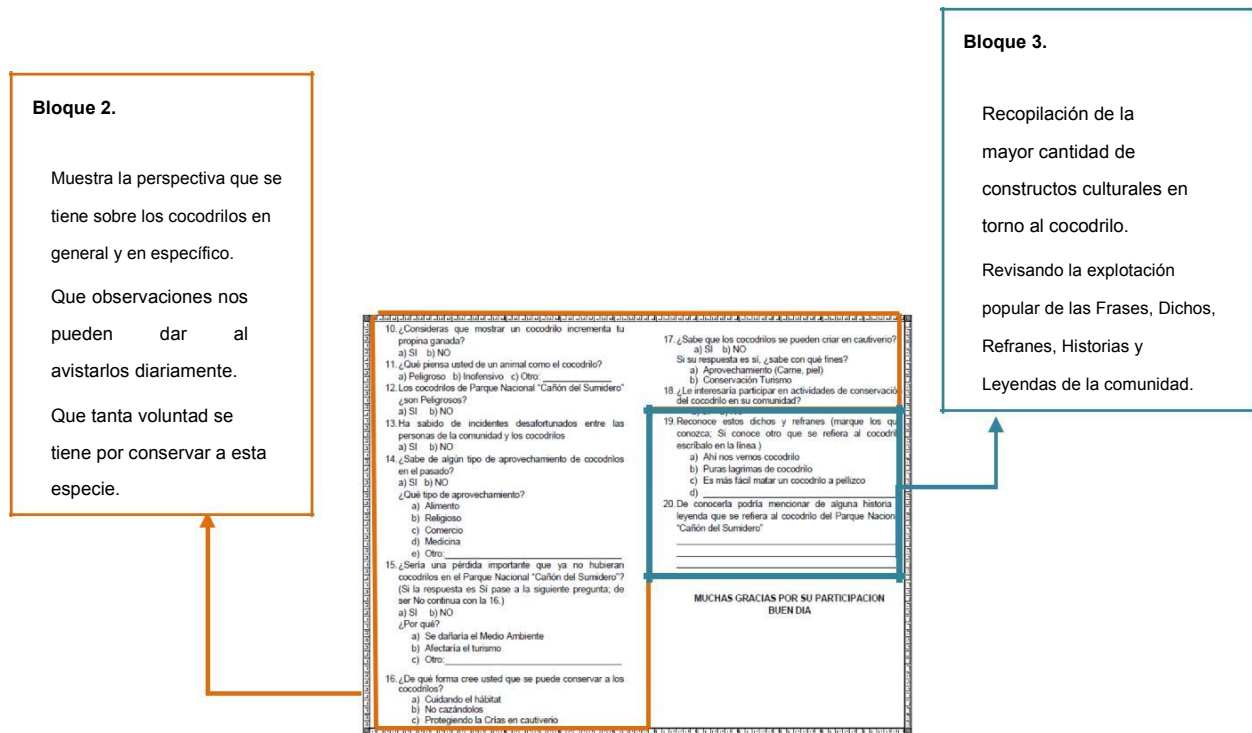 Bloque 2.
Muestra la perspectiva que se
tiene sobre los cocodrilos en
general y en específico.
Que observaciones nos
pueden dar al
avistarlos diariamente.
Que tanta voluntad se
tiene por conservar a esta
especie.
10. ¿Consideras que mostrar un cocodrilo incrementa tu
propina ganada?
a) SI b) NO
11. ¿Qué piensa usted de un animal como el cocodrilo?
a) Peligroso b) Inofensivo c) Otro:
12. Los cocodrilos de Parque Nacional "Cañón del Sumidero"
¿son Peligrosos?
a) SI b) NO
13. Ha sabido de incidentes desafortunados entre las
personas de la comunidad y los cocodrilos
a) SI b) NO
14. ¿Sabe de algún tipo de aprovechamiento de cocodrilos
en el pasado?
a) SI b) NO
¿Qué tipo de aprovechamiento?
a) Alimento
b) Religioso
c) Comercio
d) Medicina
e) Otro:
15. ¿Sería una pérdida importante que ya no hubieran
cocodrilos en el Parque Nacional "Cañón del Sumidero"?
(Si la respuesta es Sí pase a la siguiente pregunta; de
ser No continua con la 16.)
a) SI b) NO
¿Por qué?
a) Se dañaría el Medio Ambiente
b) Afectaría el turismo
c) Otro:
16. ¿De qué forma cree usted que se puede conservar a los
cocodrilos?
a) Cuidando el hábitat
b) No cazándolos
c) Protegiendo la Crías en cautiverio
17. ¿Sabe que los cocodrilos se pueden criar en cautiverio?
a) SI b) NO
Si su respuesta es sí, ¿sabe con qué fines?
a) Aprovechamiento (Carne, piel)
b) Conservación Turismo
18. ¿Le interesaría participar en actividades de conservació
del cocodrilo en su comunidad?
19. Reconoce estos dichos y refranes (marque los qu
conozca; Si conoce otro que se refiera al cocodril
escríbalo en la línea.)
a) Ahí nos vemos cocodrilo
b) Puras lagrimas de cocodrilo
c) Es más fácil matar un cocodrilo a pellizco
d)
20. De conocerla podría mencionar de alguna historia
leyenda que se refiera al cocodrilo del Parque Nacion
"Cañón del Sumidero"
MUCHAS GRACIAS POR SU PARTICIPACION
BUEN DIA
Bloque 3.
Recopilación de la
mayor cantidad de
constructos culturales en
torno al cocodrilo.
Revisando la explotación
popular de las Frases, Dichos,
Refranes, Historias y
Leyendas de la comunidad.